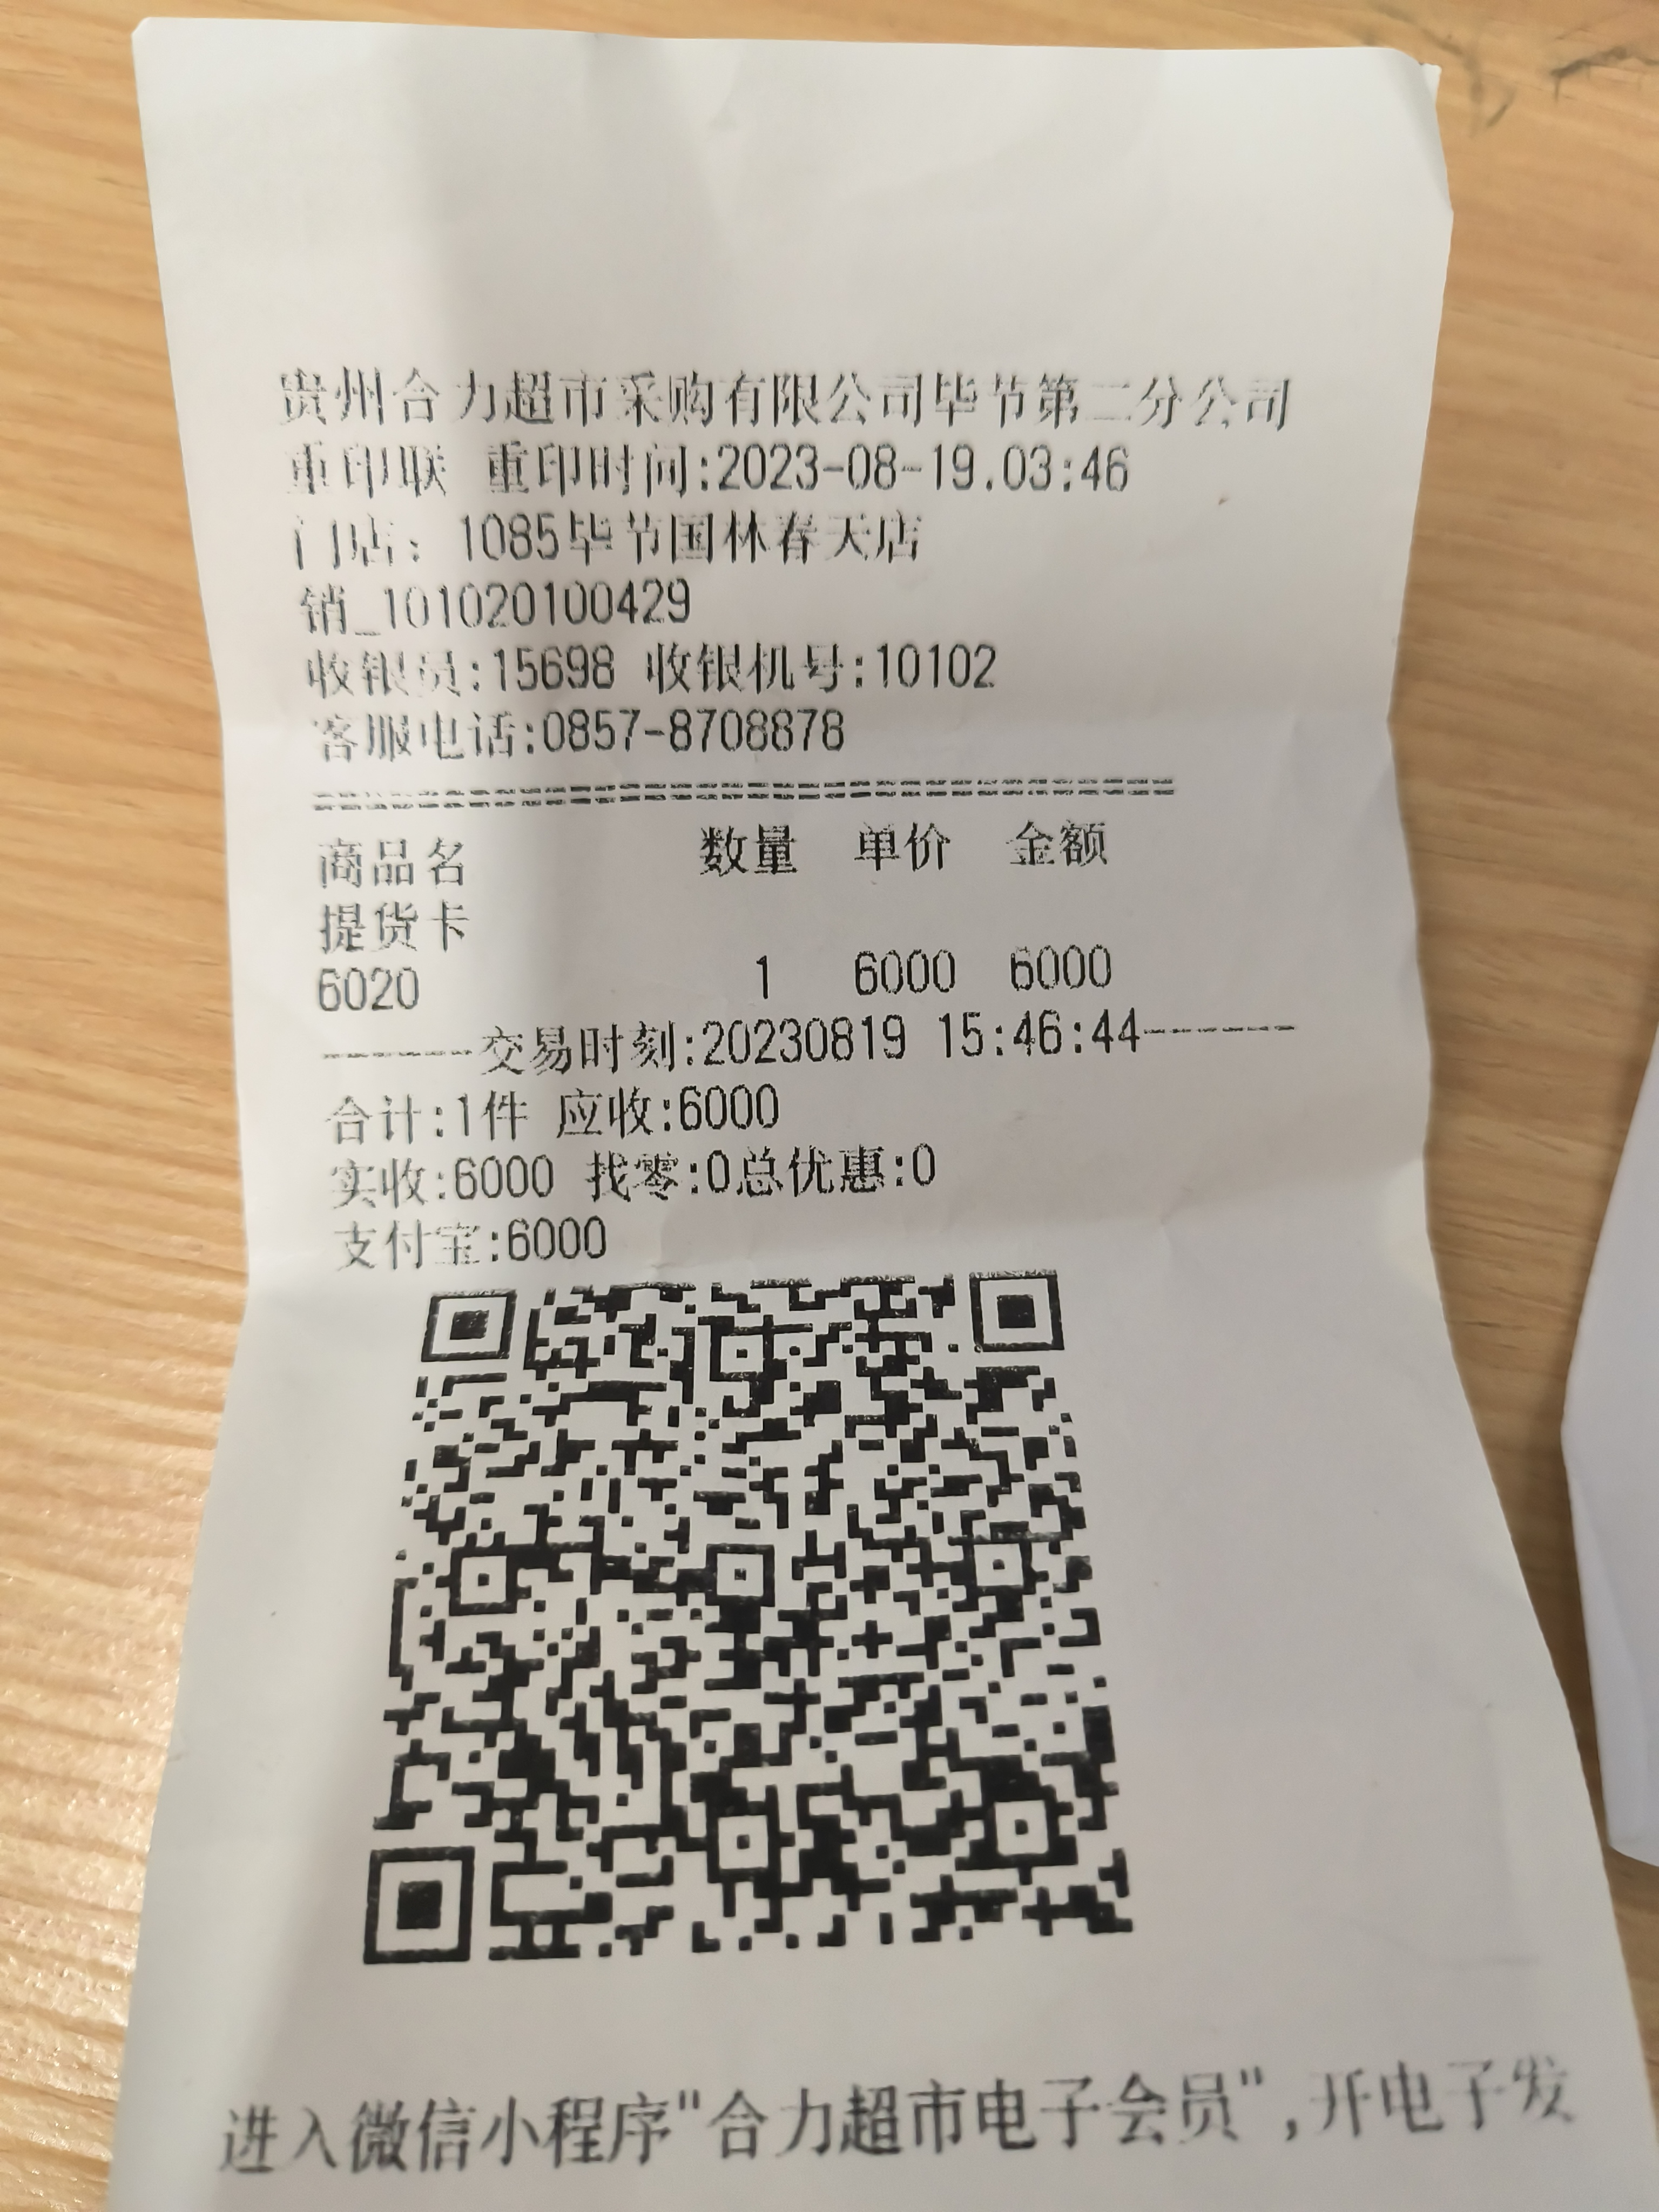 贵州合力超市采购有限公司毕节第二分公司
重印联 重印时间:2023-08-19.03:46
门店: 1085毕节国林春天店
销_101020100429
收银员:15698 收银机号:10102
客服电话:0857-8708878
商品名 数量 单价 金额
提货卡
6020 1 6000 6000
-------交易时刻:20230819 15:46:44-------
合计:1件 应收:6000
实收:6000 找零:0总优惠:0
支付宝:6000
进入微信小程序"合力超市电子会员",开电子发